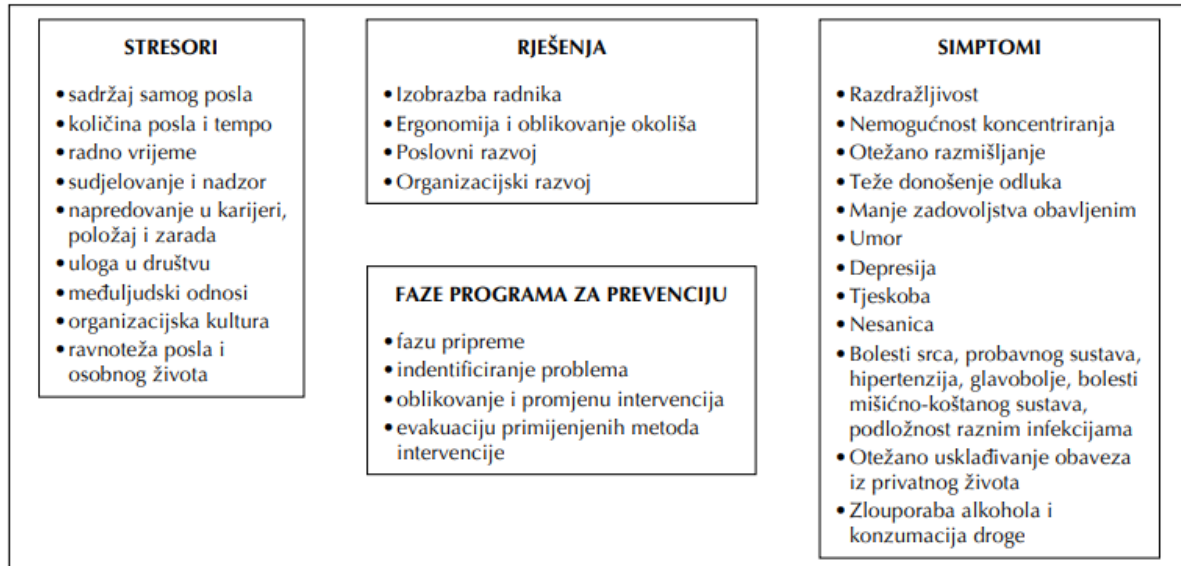 STRESORI
• sadržaj samog posla
• količina posla i tempo
• radno vrijeme
• sudjelovanje i nadzor
• napredovanje u karijeri,
položaj i zarada
• uloga u društvu
• međuljudski odnosi
• organizacijska kultura
• ravnoteža posla i
osobnog života
RJEŠENJA
• Izobrazba radnika
• Ergonomija i oblikovanje okoliša
• Poslovni razvoj
• Organizacijski razvoj
FAZE PROGRAMA ZA PREVENCIJU
• fazu pripreme
• indentificiranje problema
• oblikovanje i promjenu intervencija
• evakuaciju primijenjenih metoda
intervencije
SIMPTOMI
• Razdražljivost
• Nemogućnost koncentriranja
• Otežano razmišljanje
• Teže donošenje odluka
• Manje zadovoljstva obavljenim
• Umor
• Depresija
• Tjeskoba
• Nesanica
• Bolesti srca, probavnog sustava,
hipertenzija, glavobolje, bolesti
mišićno-koštanog sustava,
podložnost raznim infekcijama
• Otežano usklađivanje obaveza
iz privatnog života
• Zlouporaba alkohola i
konzumacija droge